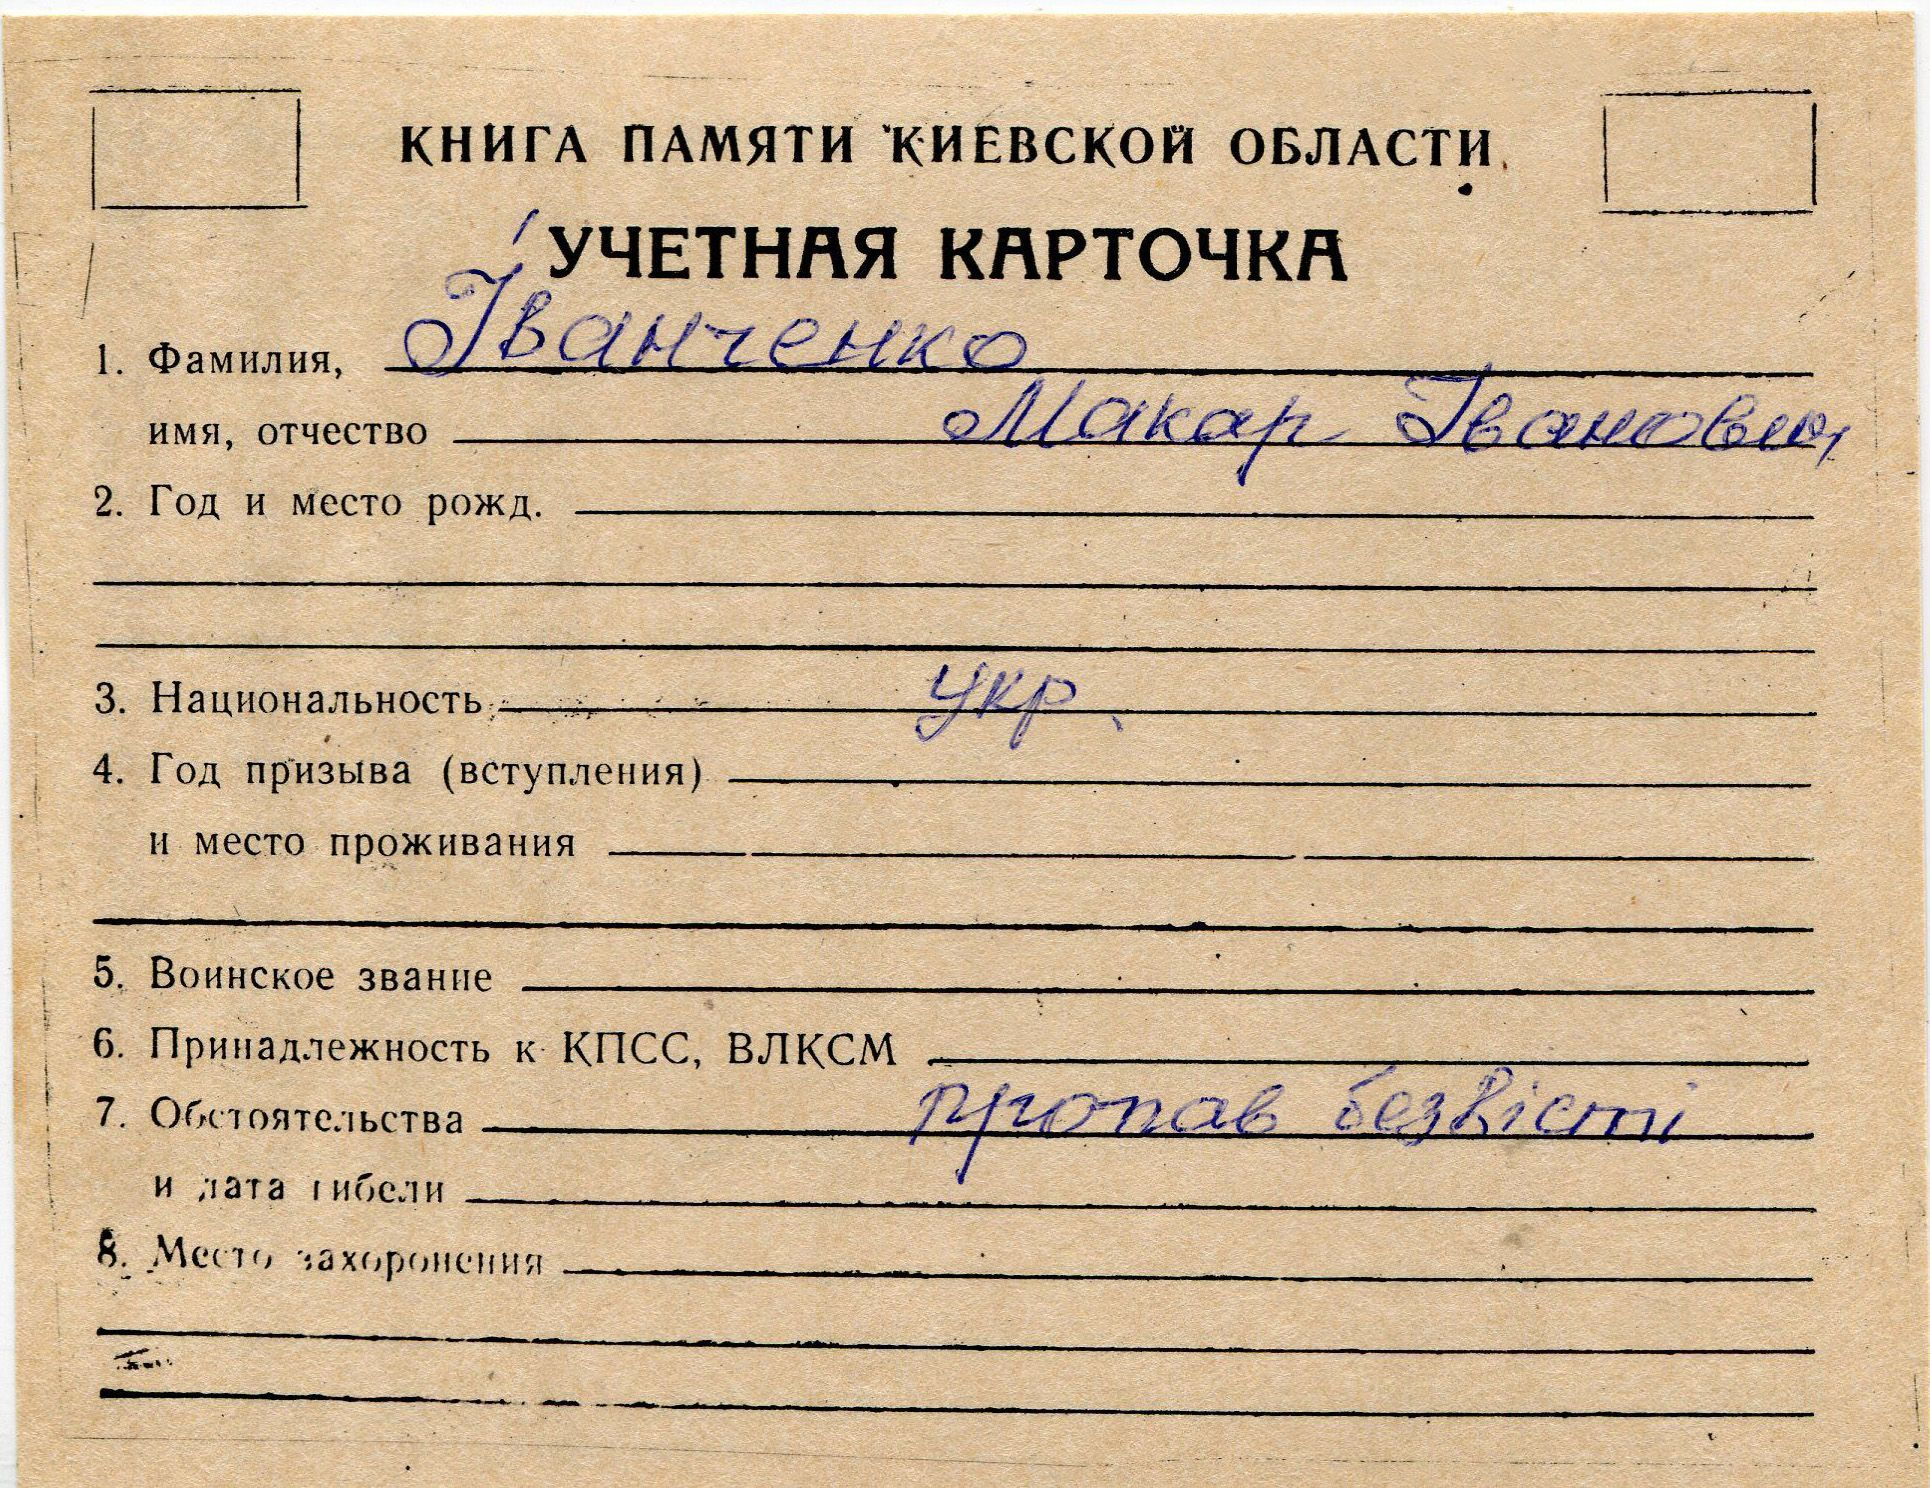 КНИГА ПАМЯТИ КИЕВСКОЙ ОБЛАСТИ
УЧЕТНАЯ КАРТОЧКА
1. Фамилия, Іванченко
имя, отчество Макар Іванович
2. Год и место рожд.
3. Национальность укр.
4. Год призыва (вступления)
и место проживания
5. Воинское звание
6. Принадлежность к КПСС, ВЛКСМ
7. Обстоятельства пропав безвісті
и дата гибели
8. Место захоронения